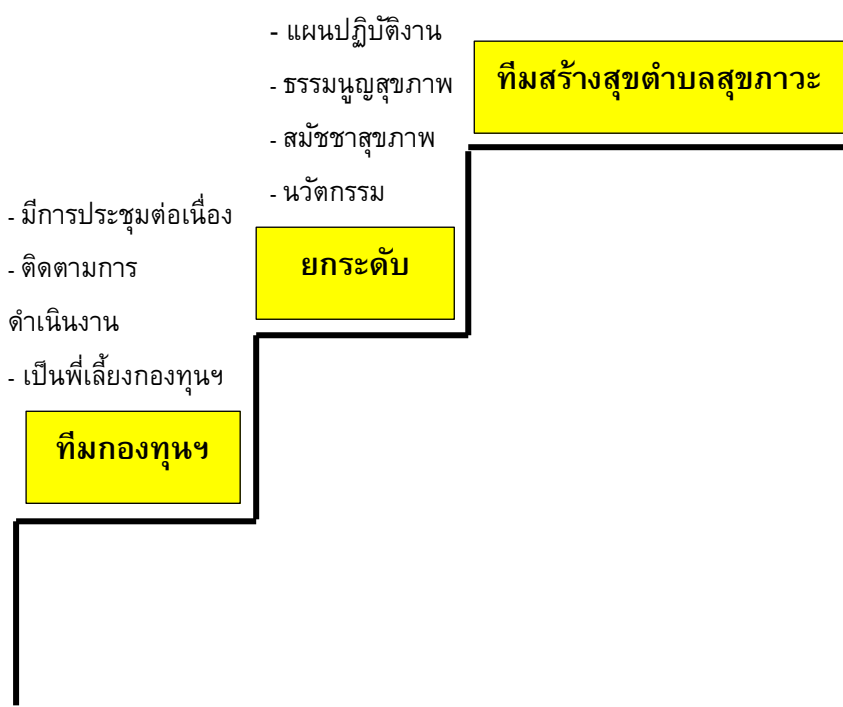 - มีการประชุมต่อเนื่อง
- ติดตามการ
ดำเนินงาน
- เป็นพี่เลี้ยงกองทุนฯ
ทีมกองทุนฯ
- แผนปฏิบัติงาน
- ธรรมนูญสุขภาพ
- สมัชชาสุขภาพ
- นวัตกรรม
ยกระดับ
ทีมสร้างสุขตำบลสุขภาวะ